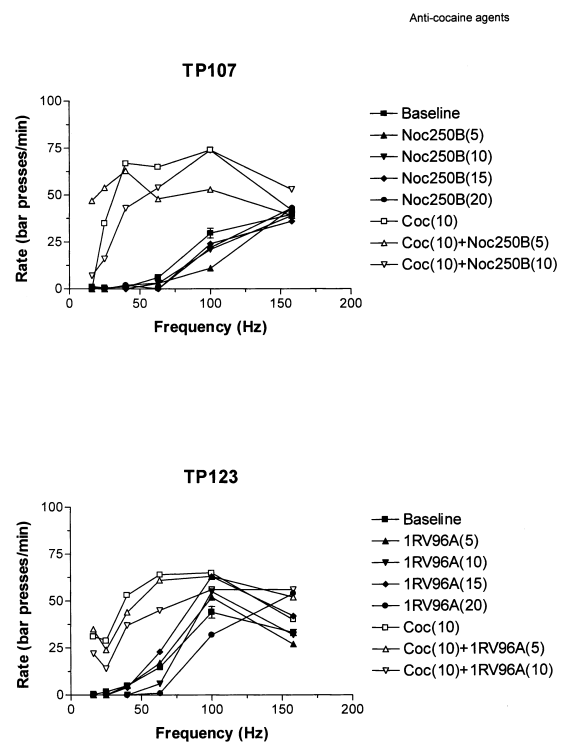 Anti-cocaine agents
TP107
100
75
50
25
0
0 50 100 150 200
Rate (bar presses/min)
Frequency (Hz)
Baseline
Noc250B(5)
Noc250B(10)
Noc250B(15)
Noc250B(20)
Coc(10)
Coc(10)+Noc250B(5)
Coc(10)+Noc250B(10)
TP123
100
75
50
25
0
0 50 100 150 200
Rate (bar presses/min)
Frequency (Hz)
Baseline
1RV96A(5)
1RV96A(10)
1RV96A(15)
1RV96A(20)
Coc(10)
Coc(10)+1RV96A(5)
Coc(10)+1RV96A(10)